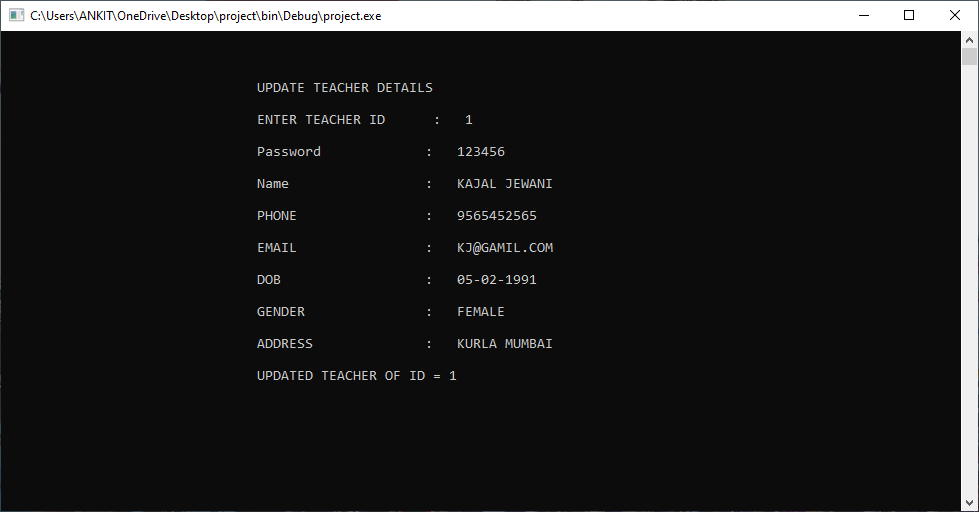 C:\Users\ANKIT\OneDrive\Desktop\project\bin\Debug\project.exe
UPDATE TEACHER DETAILS
ENTER TEACHER ID : 1
Password : 123456
Name : KAJAL JEWANI
PHONE : 9565452565
EMAIL : KJ@GAMIL.COM
DOB : 05-02-1991
GENDER : FEMALE
ADDRESS : KURLA MUMBAI
UPDATED TEACHER OF ID = 1